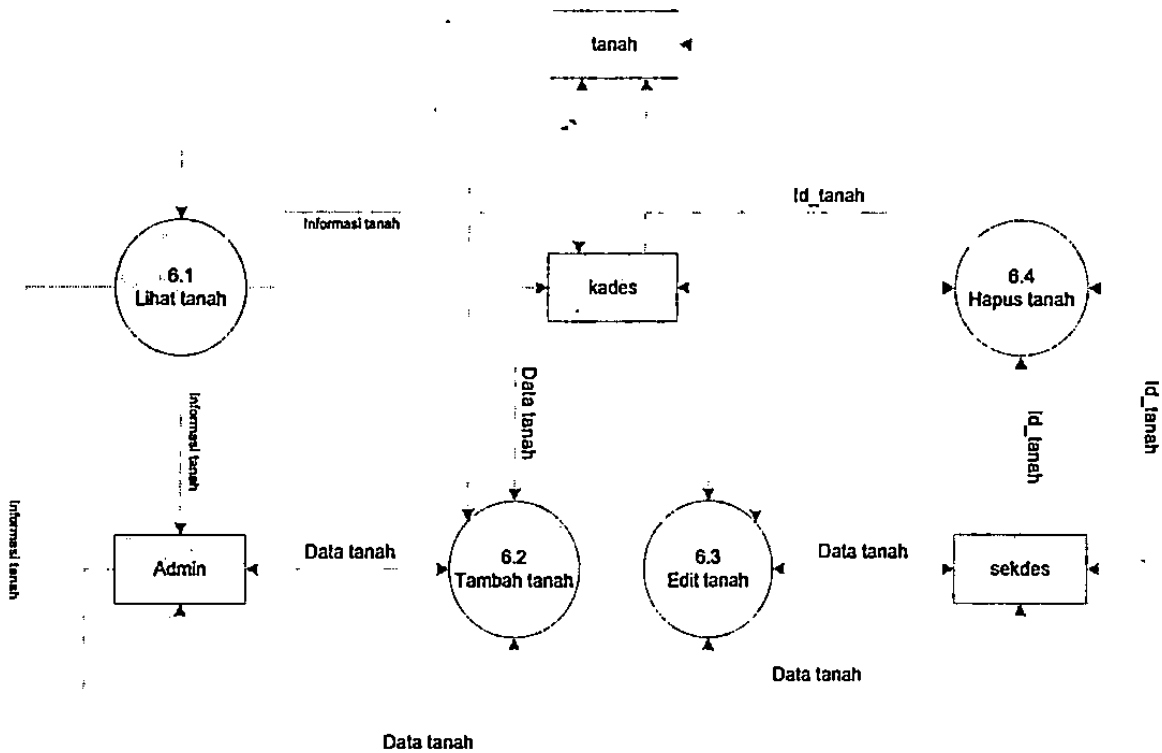 tanah
Id_tanah
Informasi tanah
6.1
Lihat tanah
kades
6.4
Hapus tanah
Data tanah
Id_tanah
Id_tanah
Informasi tanah
Informasi tanah
Admin
Data tanah
6.2
Tambah tanah
6.3
Edit tanah
Data tanah
sekdes
Data tanah
Data tanah